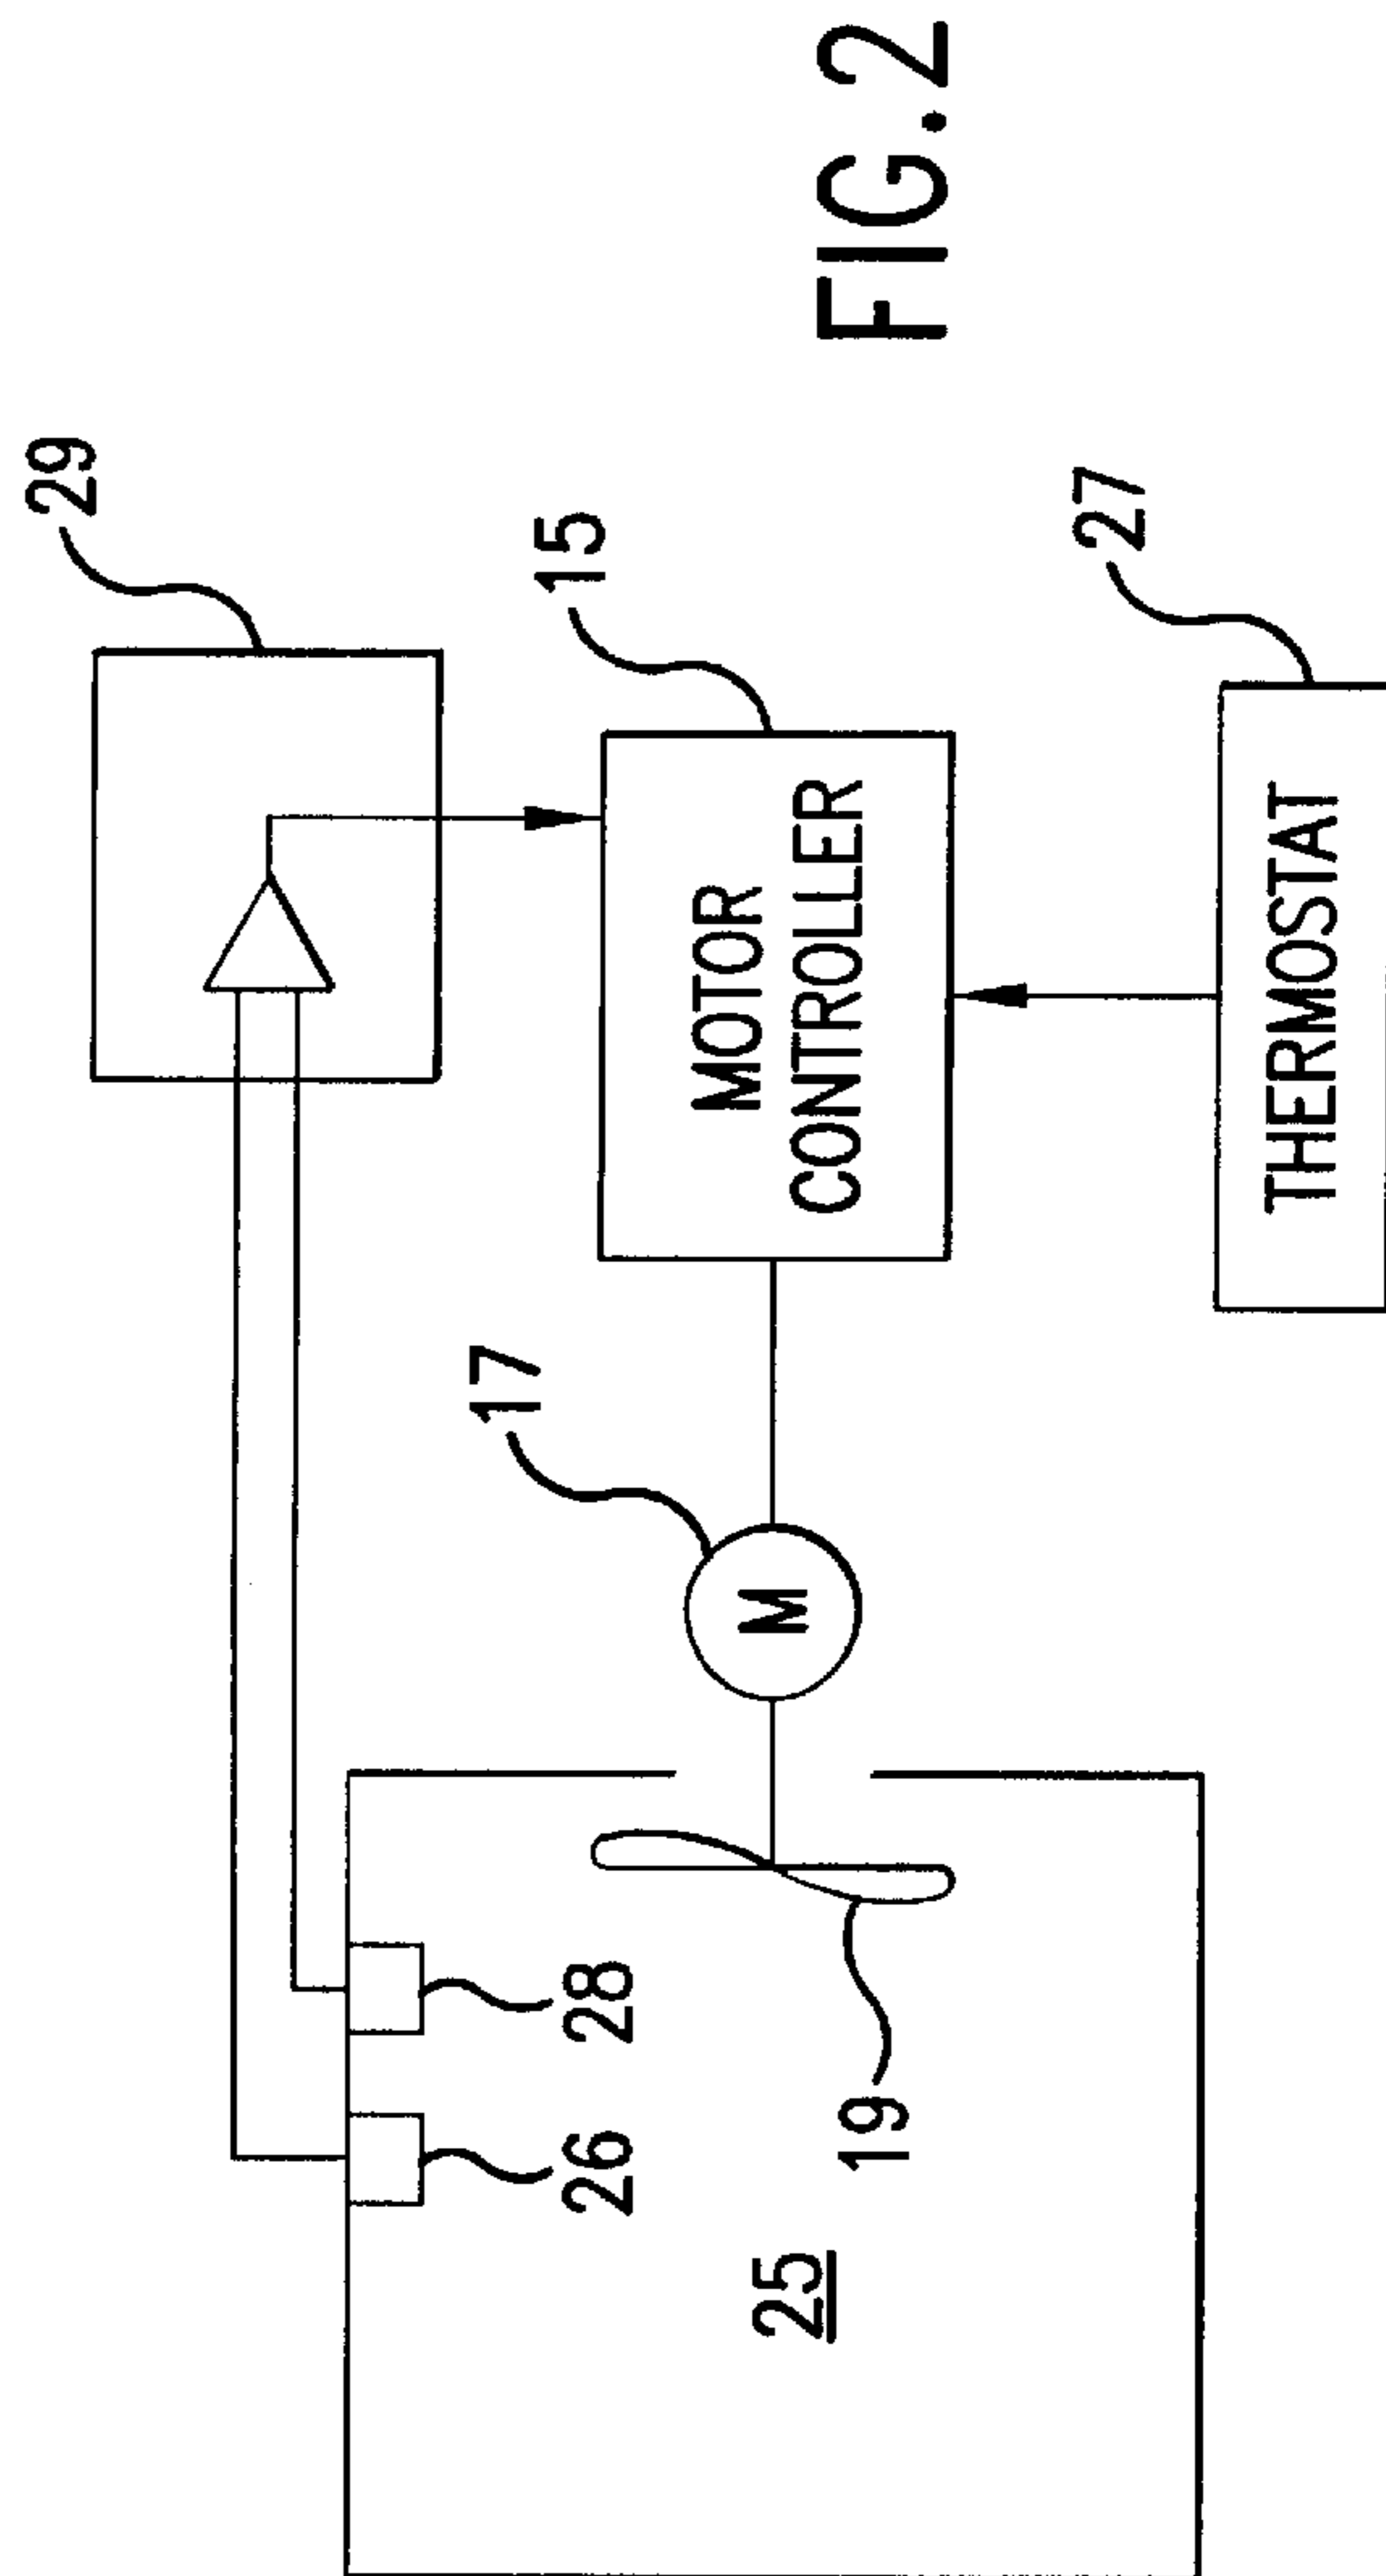 29
15
27
MOTOR
CONTROLLER
THERMOSTAT
17
M
28
26
19
25
FIG.2